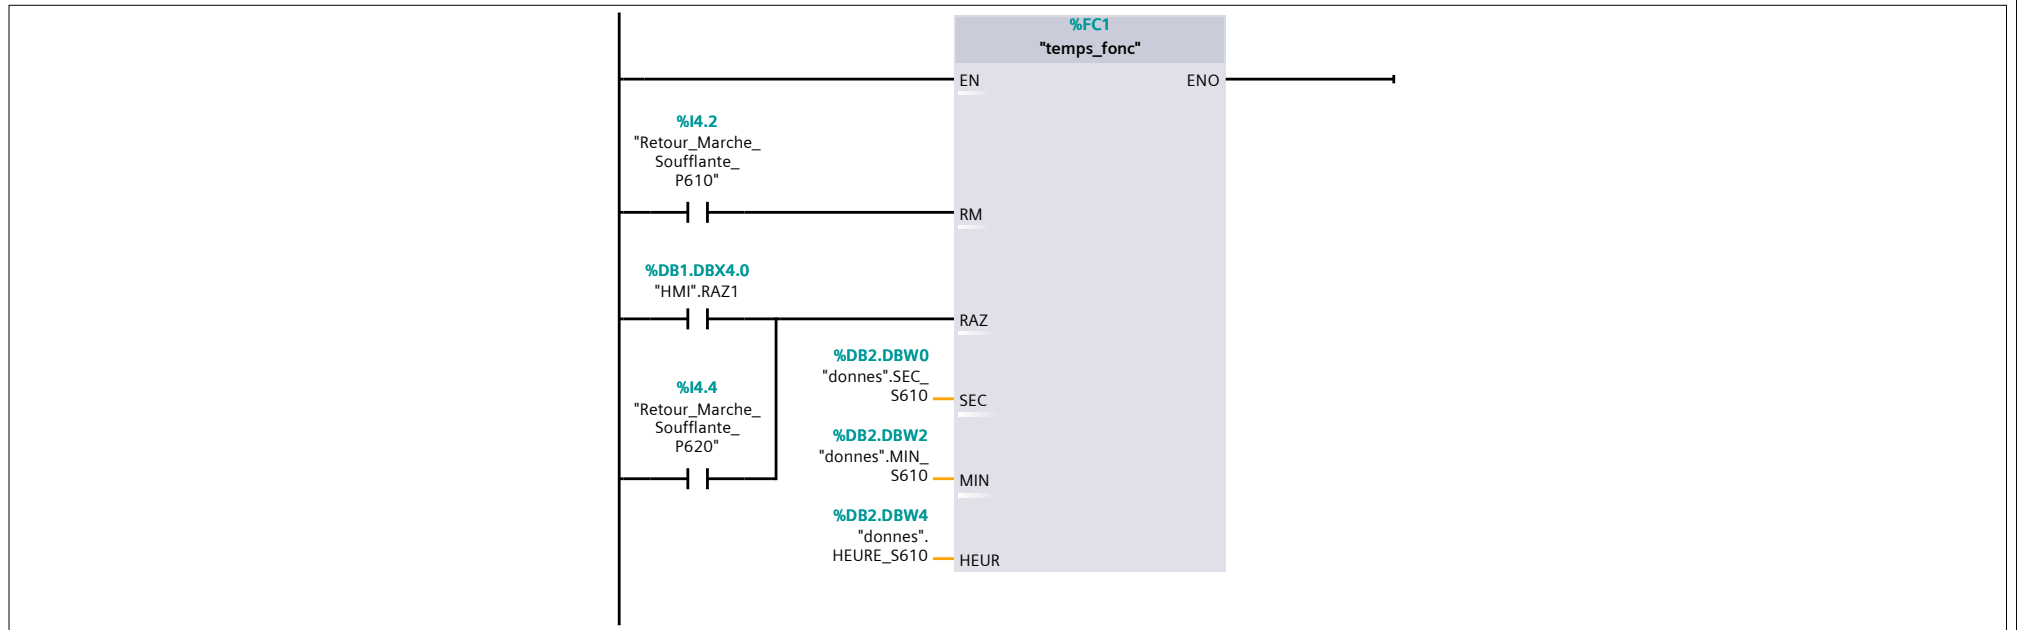 %FC1
"temps_fonc"
EN
ENO
%I4.2
"Retour_Marche_
Soufflante_
P610"
RM
%DB1.DBX4.0
"HMI".RAZ1
RAZ
%DB2.DBW0
"donnes".SEC_
S610
SEC
%I4.4
"Retour_Marche_
Soufflante_
P620"
%DB2.DBW2
"donnes".MIN_
S610
MIN
%DB2.DBW4
"donnes".
HEURE_S610
HEUR